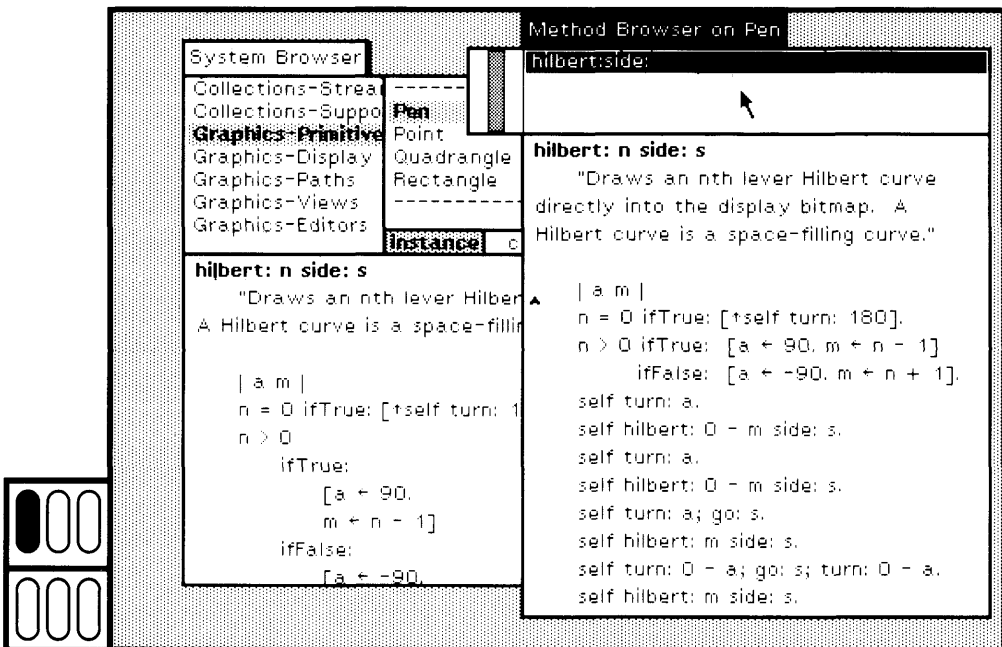 System Browser
Collections-Strea
Collections-Suppo
Graphics-Primitive
Graphics-Display
Graphics-Paths
Graphics-Views
Graphics-Editors
Pen
Point
Quadrangle
Rectangle
instance
c
hilbert: n side: s
"Draws an nth lever Hilber
A Hilbert curve is a space-fillin
| a m |
n = 0 ifTrue: [↑self turn: 1
n > 0
ifTrue:
[a ← 90.
m ← n - 1]
ifFalse:
[a ← -90.
Method Browser on Pen
hilbert:side:
hilbert: n side: s
"Draws an nth lever Hilbert curve
directly into the display bitmap. A
Hilbert curve is a space-filling curve."
| a m |
n = 0 ifTrue: [↑self turn: 180].
n > 0 ifTrue: [a ← 90. m ← n - 1]
ifFalse: [a ← -90. m ← n + 1].
self turn: a.
self hilbert: 0 - m side: s.
self turn: a.
self hilbert: 0 - m side: s.
self turn: a; go: s.
self hilbert: m side: s.
self turn: 0 - a; go: s; turn: 0 - a.
self hilbert: m side: s.